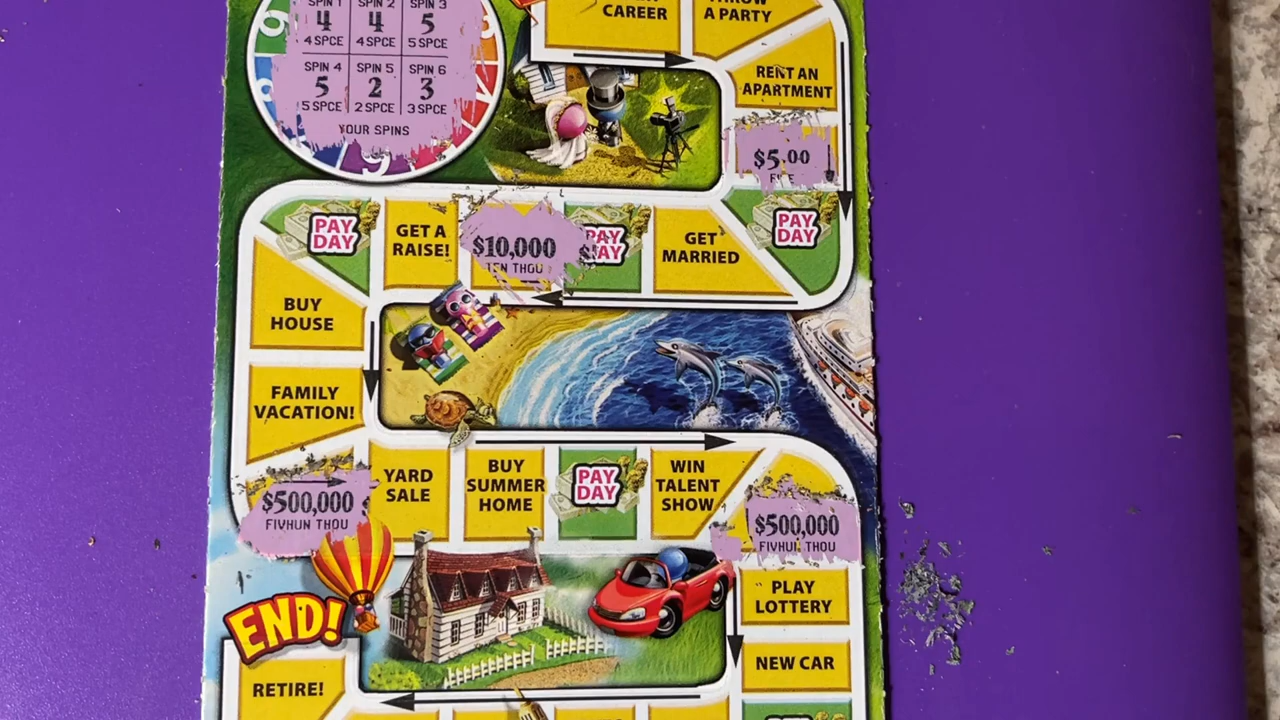 SPIN 1 SPIN 2 SPIN 3
4 4 5
4 SPCE 4 SPCE 5 SPCE
SPIN 4 SPIN 5 SPIN 6
5 2 3
5 SPCE 2 SPCE 3 SPCE
YOUR SPINS
CAREER
A PARTY
RENT AN
APARTMENT
$5.00
PAY
DAY
GET
MARRIED
PAY
$10,000
TEN THOU
GET A
RAISE!
PAY
DAY
BUY
HOUSE
FAMILY
VACATION!
$500,000
FIVHUN THOU
YARD
SALE
BUY
SUMMER
HOME
PAY
DAY
WIN
TALENT
SHOW
$500,000
FIVHUN THOU
PLAY
LOTTERY
NEW CAR
END!
RETIRE!